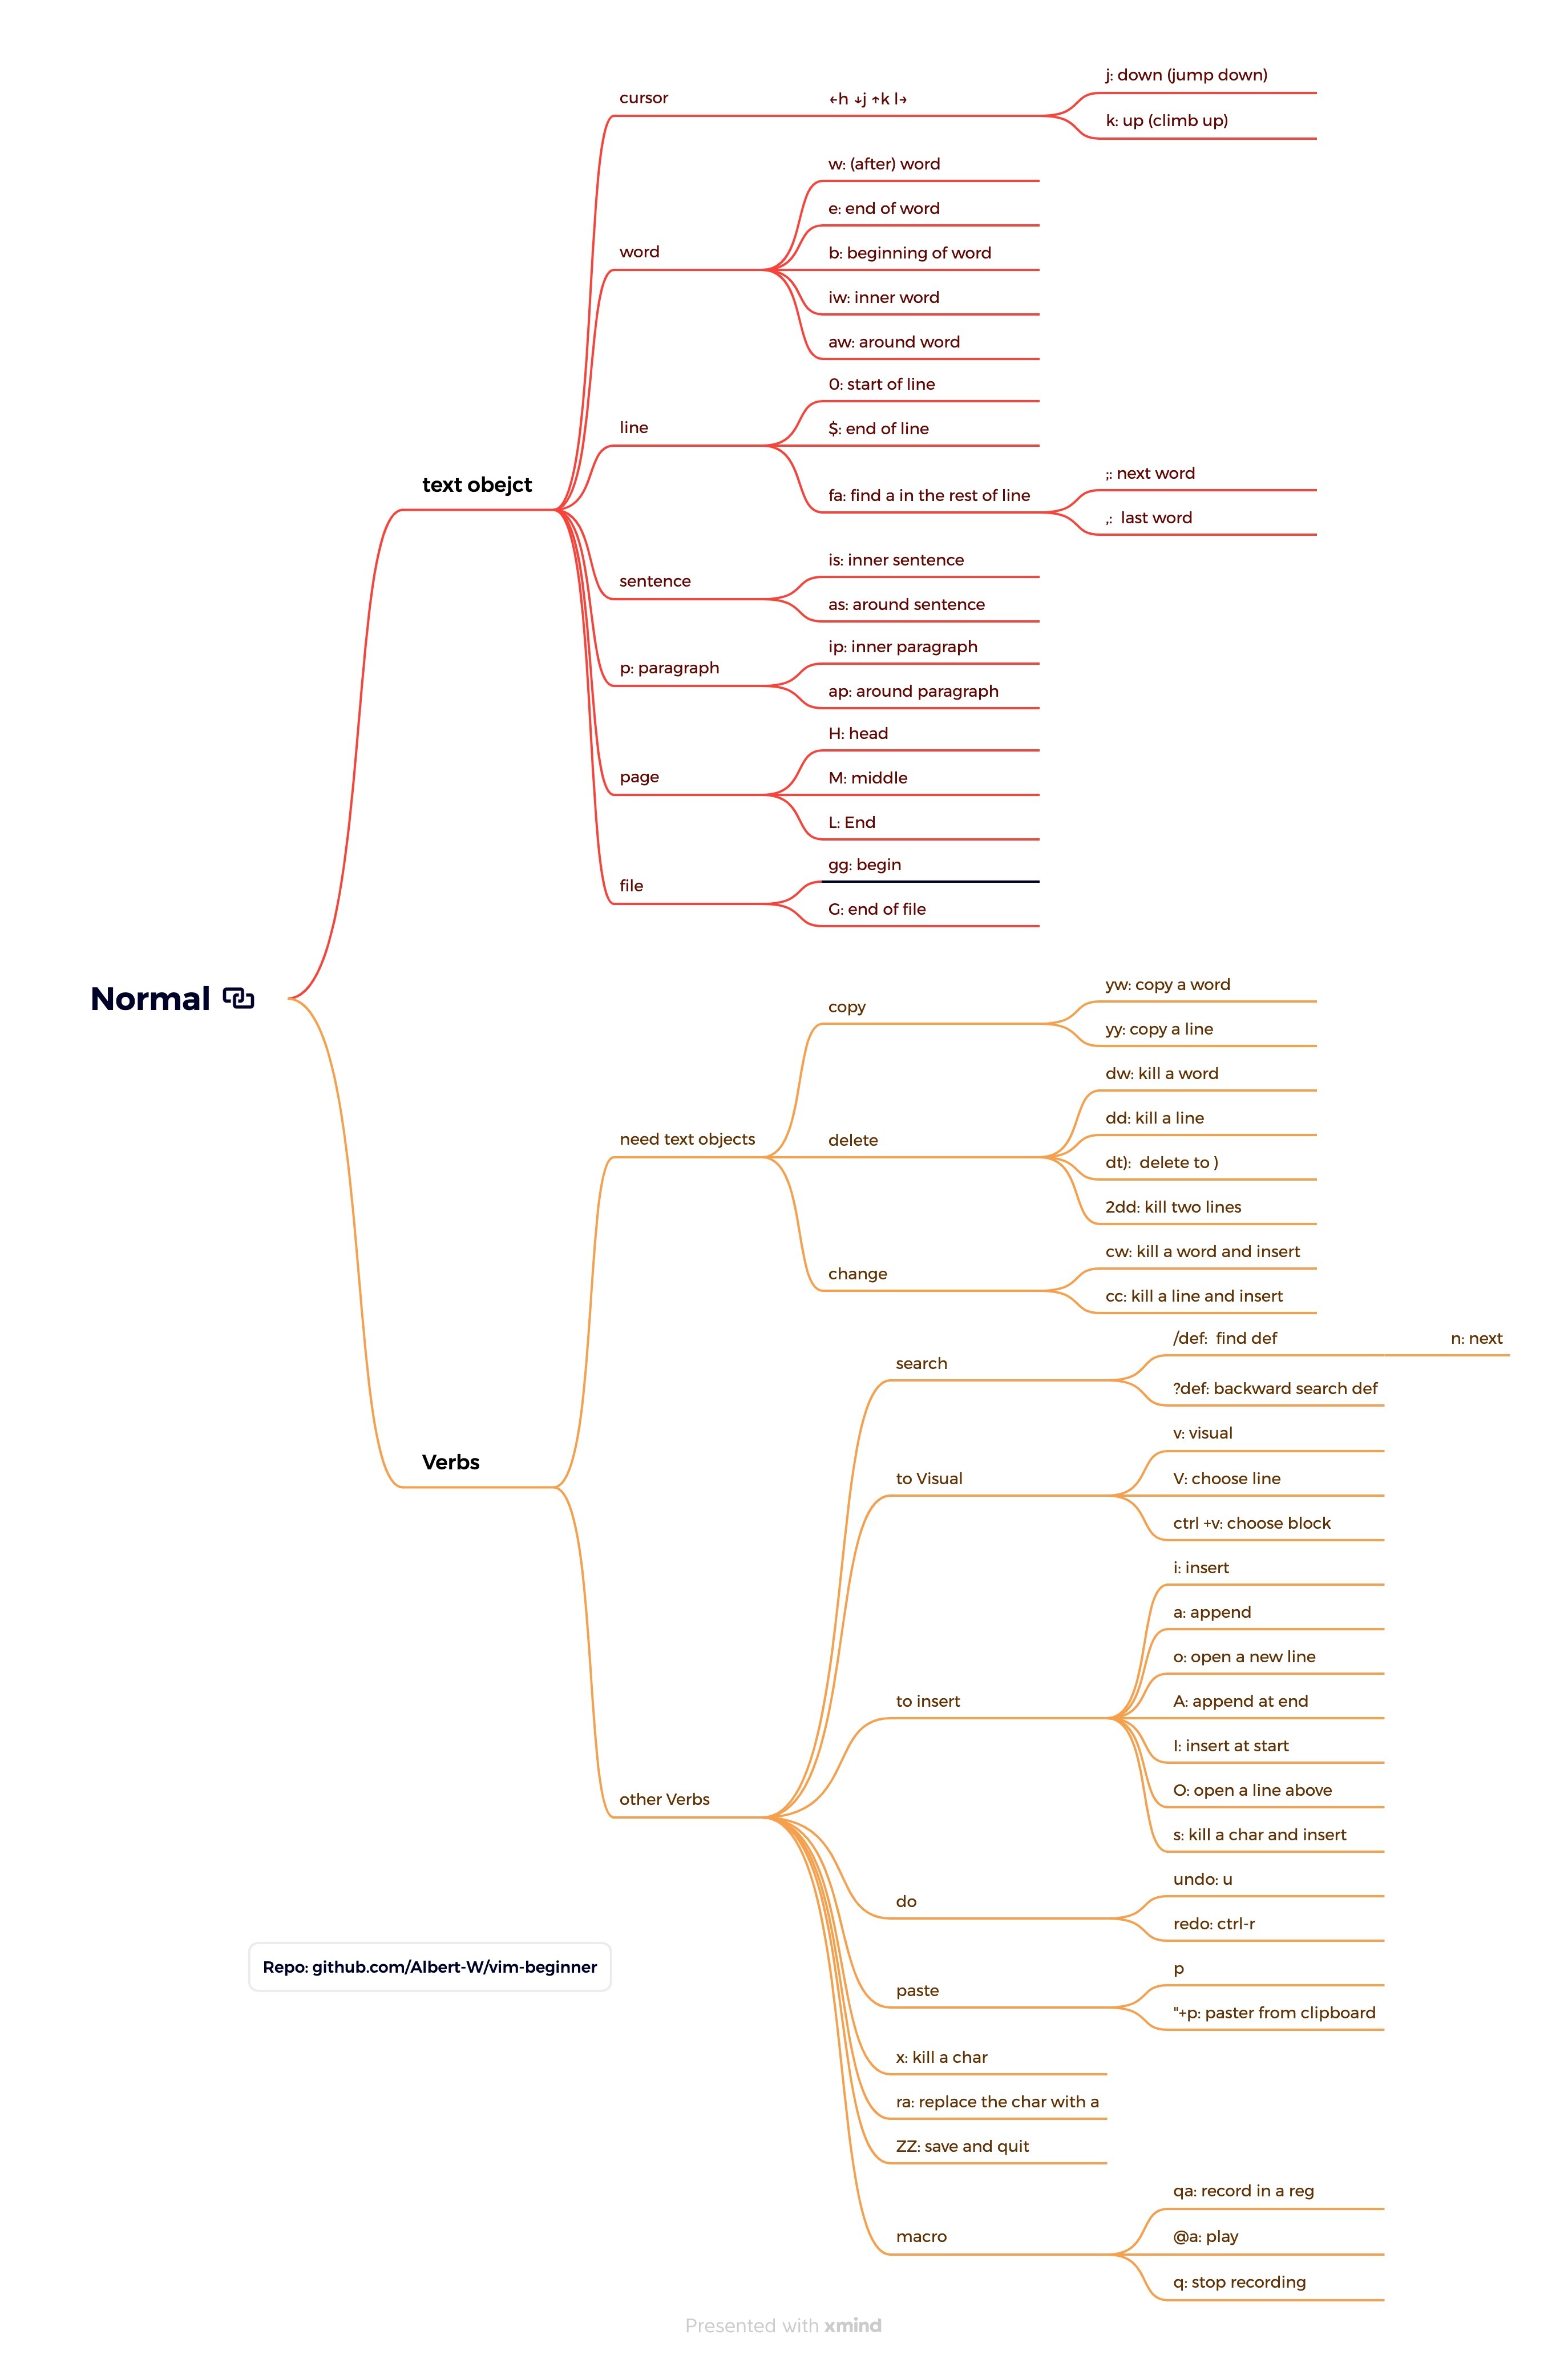 Normal
text obejct
cursor
←h ↓j ↑k l→
j: down (jump down)
k: up (climb up)
word
w: (after) word
e: end of word
b: beginning of word
iw: inner word
aw: around word
line
0: start of line
$: end of line
fa: find a in the rest of line
;: next word
,:  last word
sentence
is: inner sentence
as: around sentence
p: paragraph
ip: inner paragraph
ap: around paragraph
page
H: head
M: middle
L: End
file
gg: begin
G: end of file
Verbs
need text objects
copy
yw: copy a word
yy: copy a line
delete
dw: kill a word
dd: kill a line
dt):  delete to )
2dd: kill two lines
change
cw: kill a word and insert
cc: kill a line and insert
other Verbs
search
/def:  find def
n: next
?def: backward search def
to Visual
v: visual
V: choose line
ctrl +v: choose block
to insert
i: insert
a: append
o: open a new line
A: append at end
I: insert at start
O: open a line above
s: kill a char and insert
do
undo: u
redo: ctrl-r
paste
p
"+p: paster from clipboard
x: kill a char
ra: replace the char with a
ZZ: save and quit
macro
qa: record in a reg
@a: play
q: stop recording
Repo: github.com/Albert-W/vim-beginner
Presented with xmind